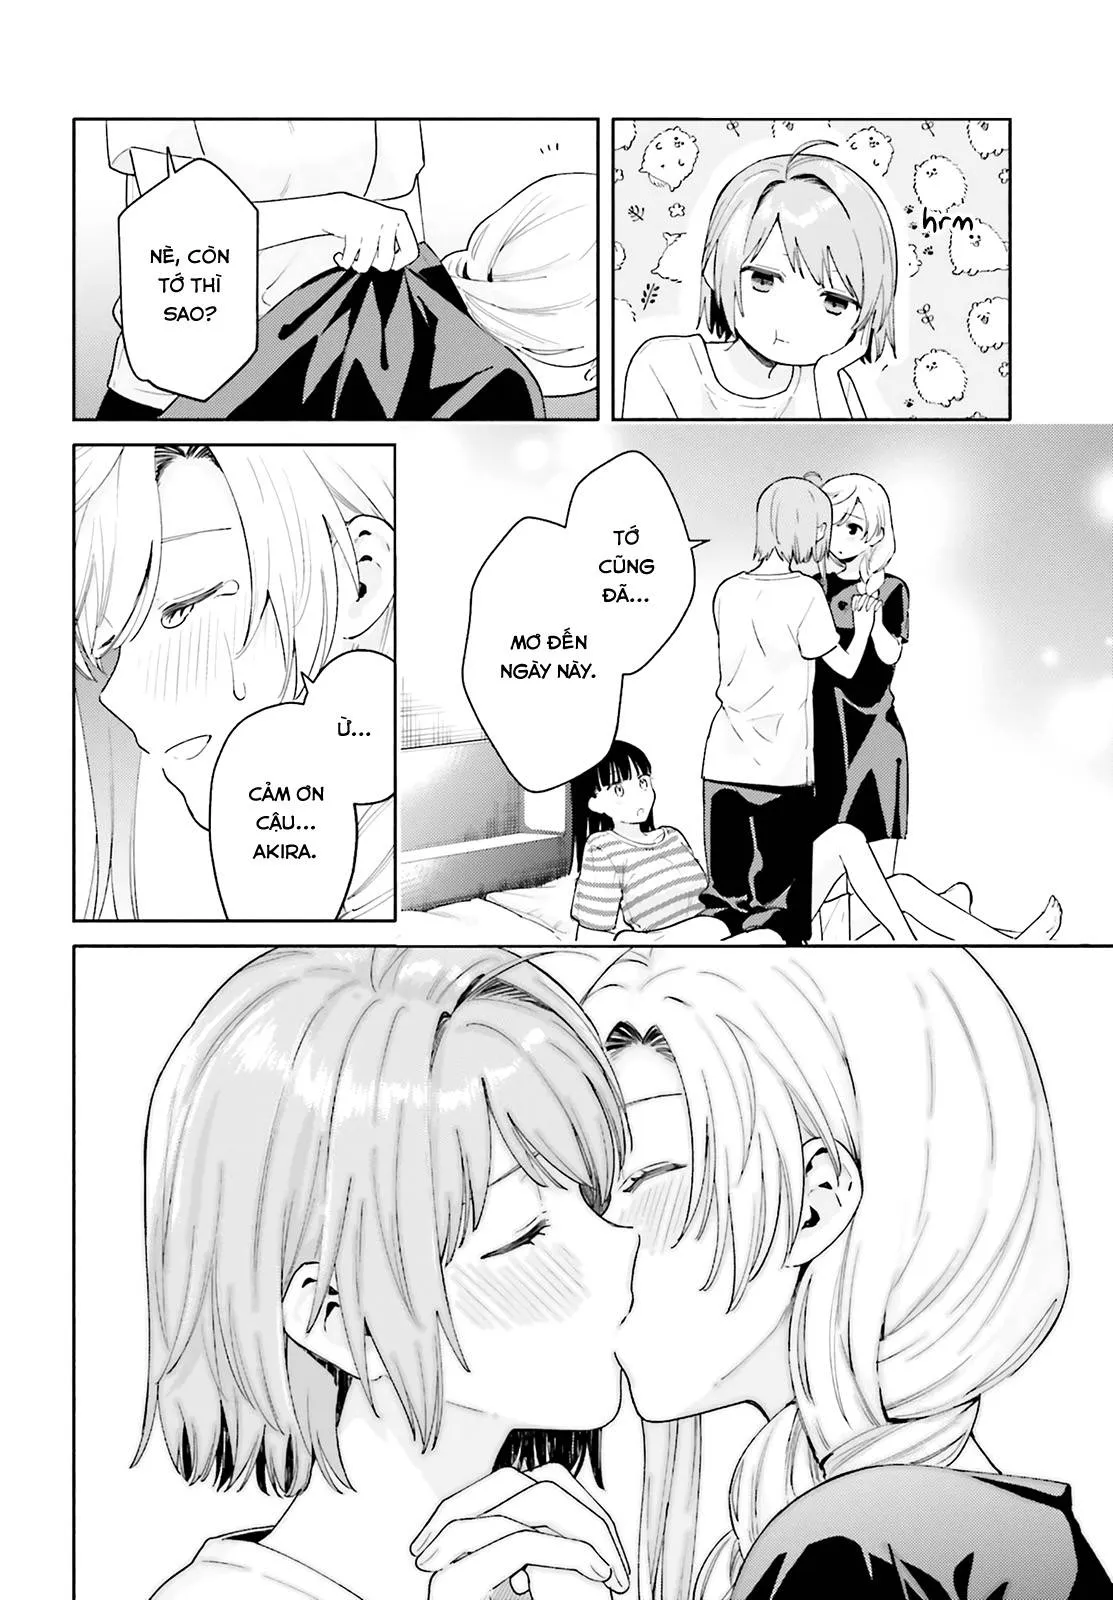 hrm
NÈ, CÒN
TỚ THÌ
SAO?
TỚ
CŨNG
ĐÃ...
MƠ ĐẾN
NGÀY NÀY.
Ừ...
CẢM ƠN
CẬU...
AKIRA.